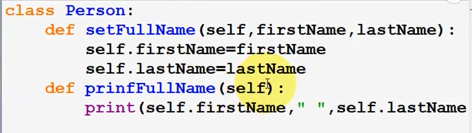 class Person:
    def setFullName(self,firstName,lastName):
        self.firstName=firstName
        self.lastName=lastName
    def prinfFullName(self):
        print(self.firstName," ",self.lastName